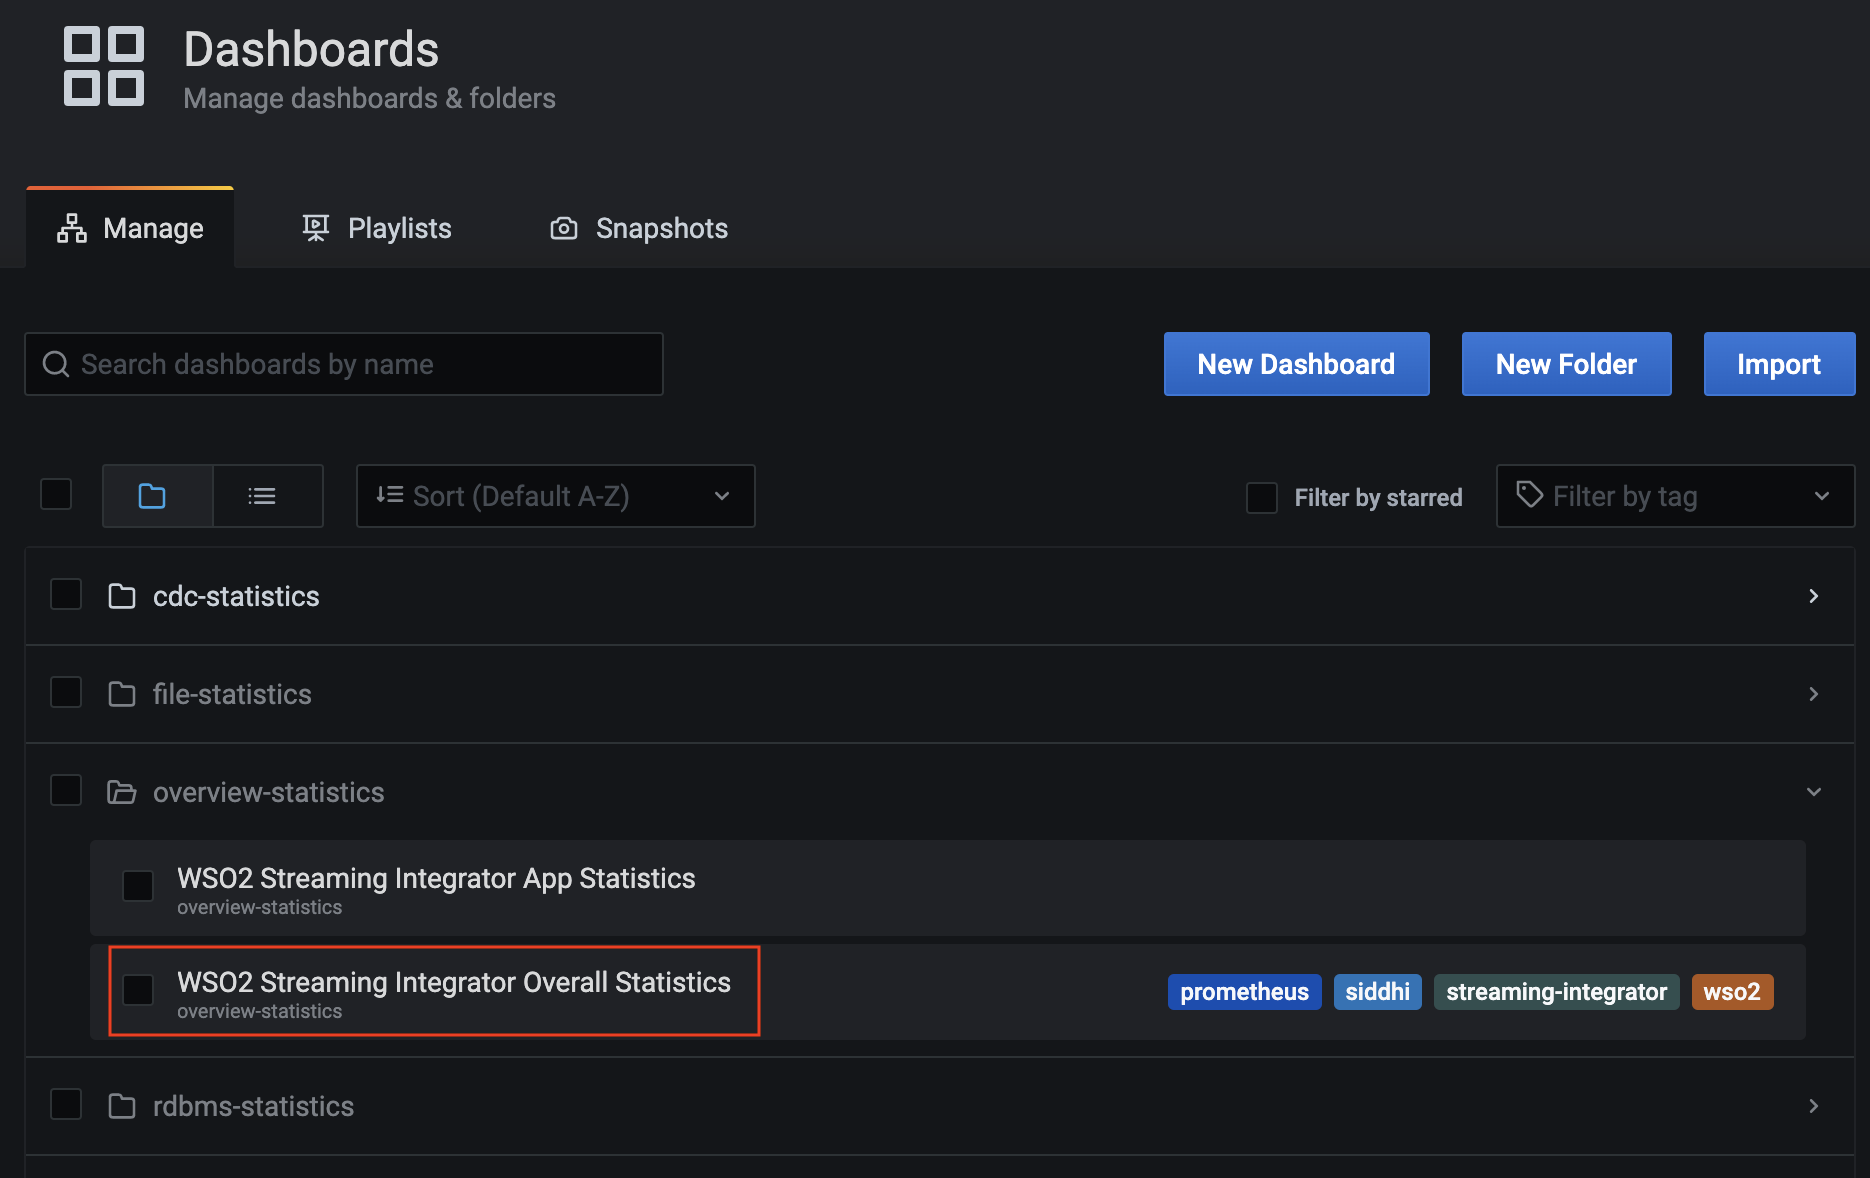 Dashboards
Manage dashboards & folders
Manage
Playlists
Snapshots
Search dashboards by name
New Dashboard
New Folder
Import
Sort (Default A-Z)
Filter by starred
Filter by tag
cdc-statistics
file-statistics
overview-statistics
WSO2 Streaming Integrator App Statistics
overview-statistics
WSO2 Streaming Integrator Overall Statistics
overview-statistics
prometheus
siddhi
streaming-integrator
wso2
rdbms-statistics